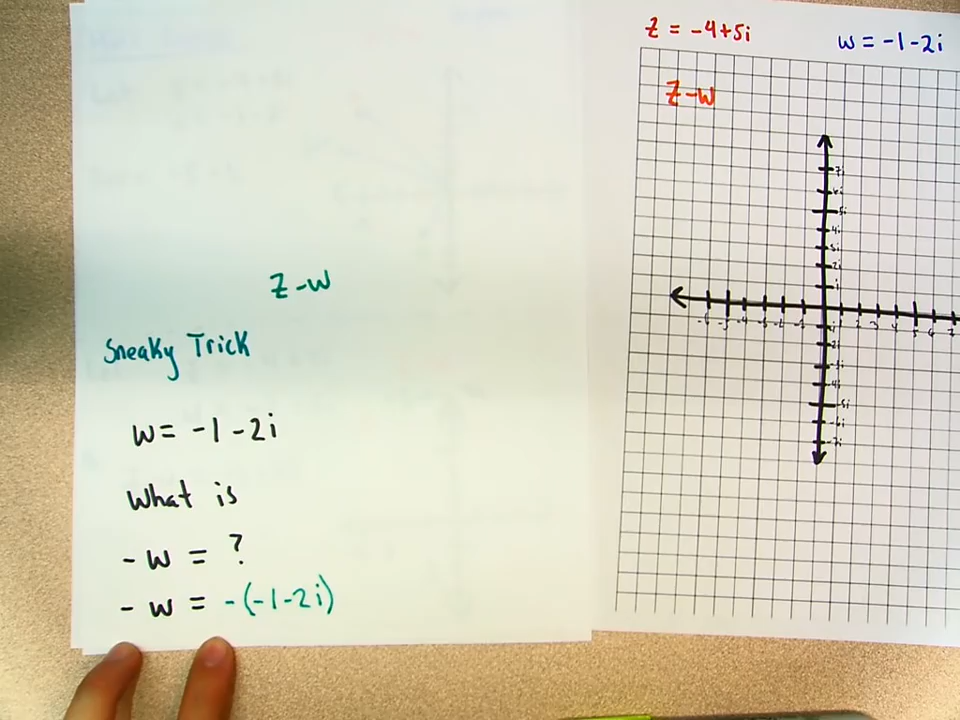 z - w
Sneaky Trick
w = -1 - 2i
What is
- w = ?
- w = - (-1 - 2i)
z = -4 + 5i
w = -1 - 2i
z - w